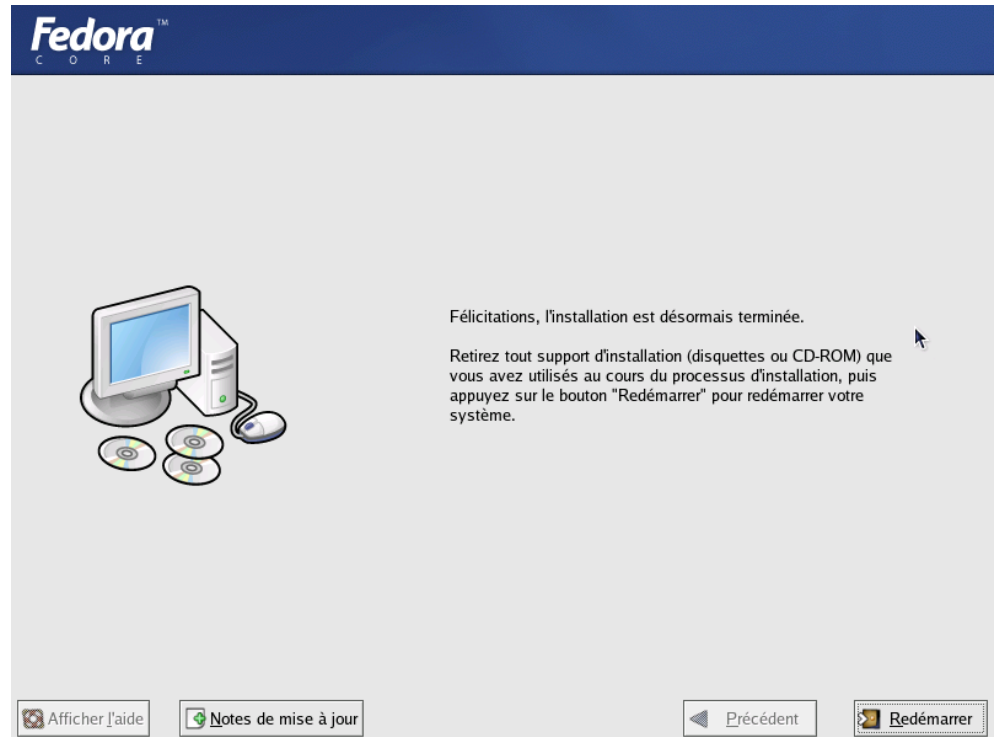 Fedora™
CORE
Félicitations, l'installation est désormais terminée.
Retirez tout support d'installation (disquettes ou CD-ROM) que
vous avez utilisés au cours du processus d'installation, puis
appuyez sur le bouton "Redémarrer" pour redémarrer votre
système.
Afficher l'aide
Notes de mise à jour
Précédent
Redémarrer